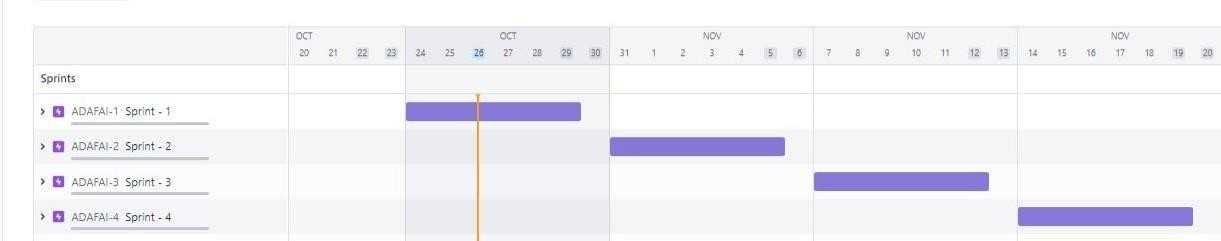 OCT OCT NOV NOV NOV
20 21 22 23 24 25 26 27 28 29 30 31 1 2 3 4 5 6 7 8 9 10 11 12 13 14 15 16 17 18 19 20
Sprints
ADAFAI-1 Sprint - 1
ADAFAI-2 Sprint - 2
ADAFAI-3 Sprint - 3
ADAFAI-4 Sprint - 4